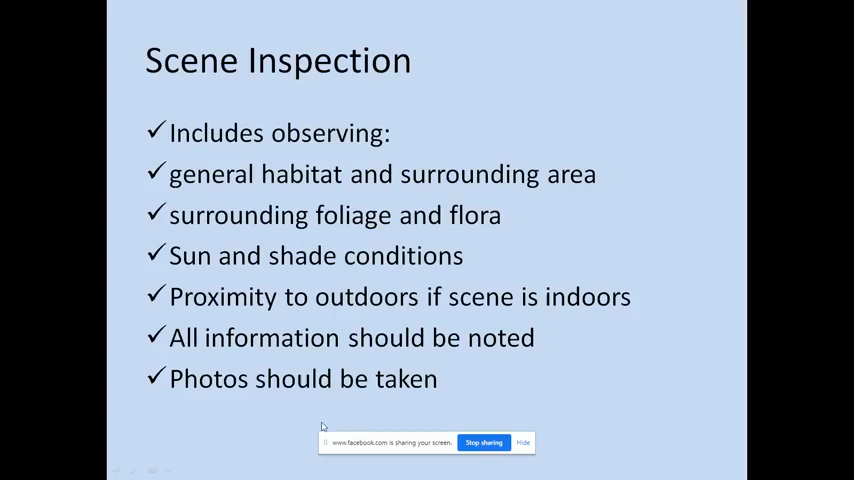 Scene Inspection
✓Includes observing:
✓general habitat and surrounding area
✓surrounding foliage and flora
✓Sun and shade conditions
✓Proximity to outdoors if scene is indoors
✓All information should be noted
✓Photos should be taken
www.facebook.com is sharing your screen. Stop sharing Hide